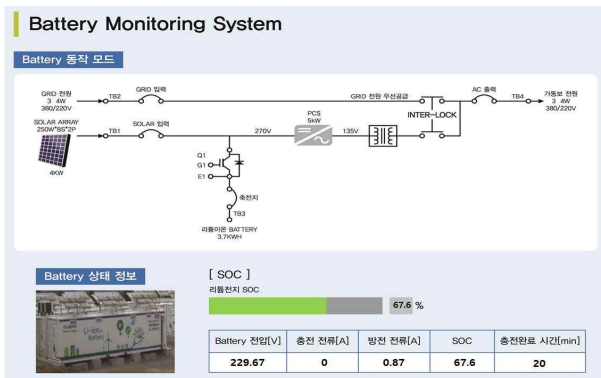 Battery Monitoring System
Battery 동작 모드
GRID 전원
3 4W
380/220V
TB2
GRID 입력
GRID 전원 우선공급
AC 출력
TB4
가동보 전원
3 4W
380/220V
INTER-LOCK
SOLAR ARRAY
250W*8S*2P
TB1
SOLAR 입력
270V
PCS
5kW
135V
4KW
Q1
G1
E1
축전지
TB3
리튬이온 BATTERY
3.7KWH
Battery 상태 정보
[ SOC ]
리튬전지 SOC
67.6 %
Li-ion
Battery
Battery 전압[V] 충전 전류[A] 방전 전류[A] SOC 충전완료 시간[min]
229.67 0 0.87 67.6 20